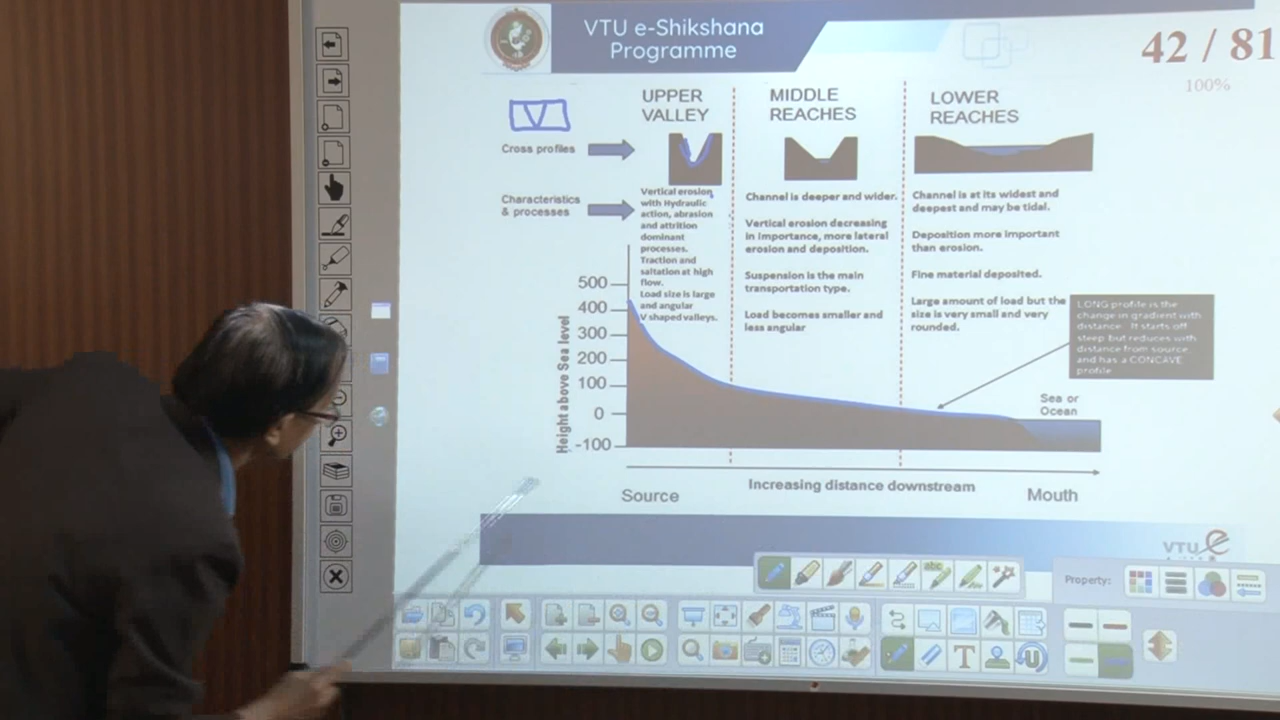 VTU e-Shikshana
Programme
42 / 81
100%
V
UPPER
VALLEY
MIDDLE
REACHES
LOWER
REACHES
Cross profiles
Characteristics
& processes
Vertical erosion
with Hydraulic
action, abrasion
and attrition
dominant
processes.
Traction and
saltation at high
flow.
Load size is large
and angular
V shaped valleys.
Channel is deeper and wider.
Vertical erosion decreasing
in importance, more lateral
erosion and deposition.
Suspension is the main
transportation type.
Load becomes smaller and
less angular
Channel is at its widest and
deepest and may be tidal.
Deposition more important
than erosion.
Fine material deposited.
Large amount of load but the
size is very small and very
rounded.
LONG profile is the
change in gradient with
distance. It starts off
steep but reduces with
distance from source
and has a CONCAVE
profile
Height above Sea level
500
400
300
200
100
0
-100
Sea or
Ocean
Source
Increasing distance downstream
Mouth
VTU e
Property:
abc
T